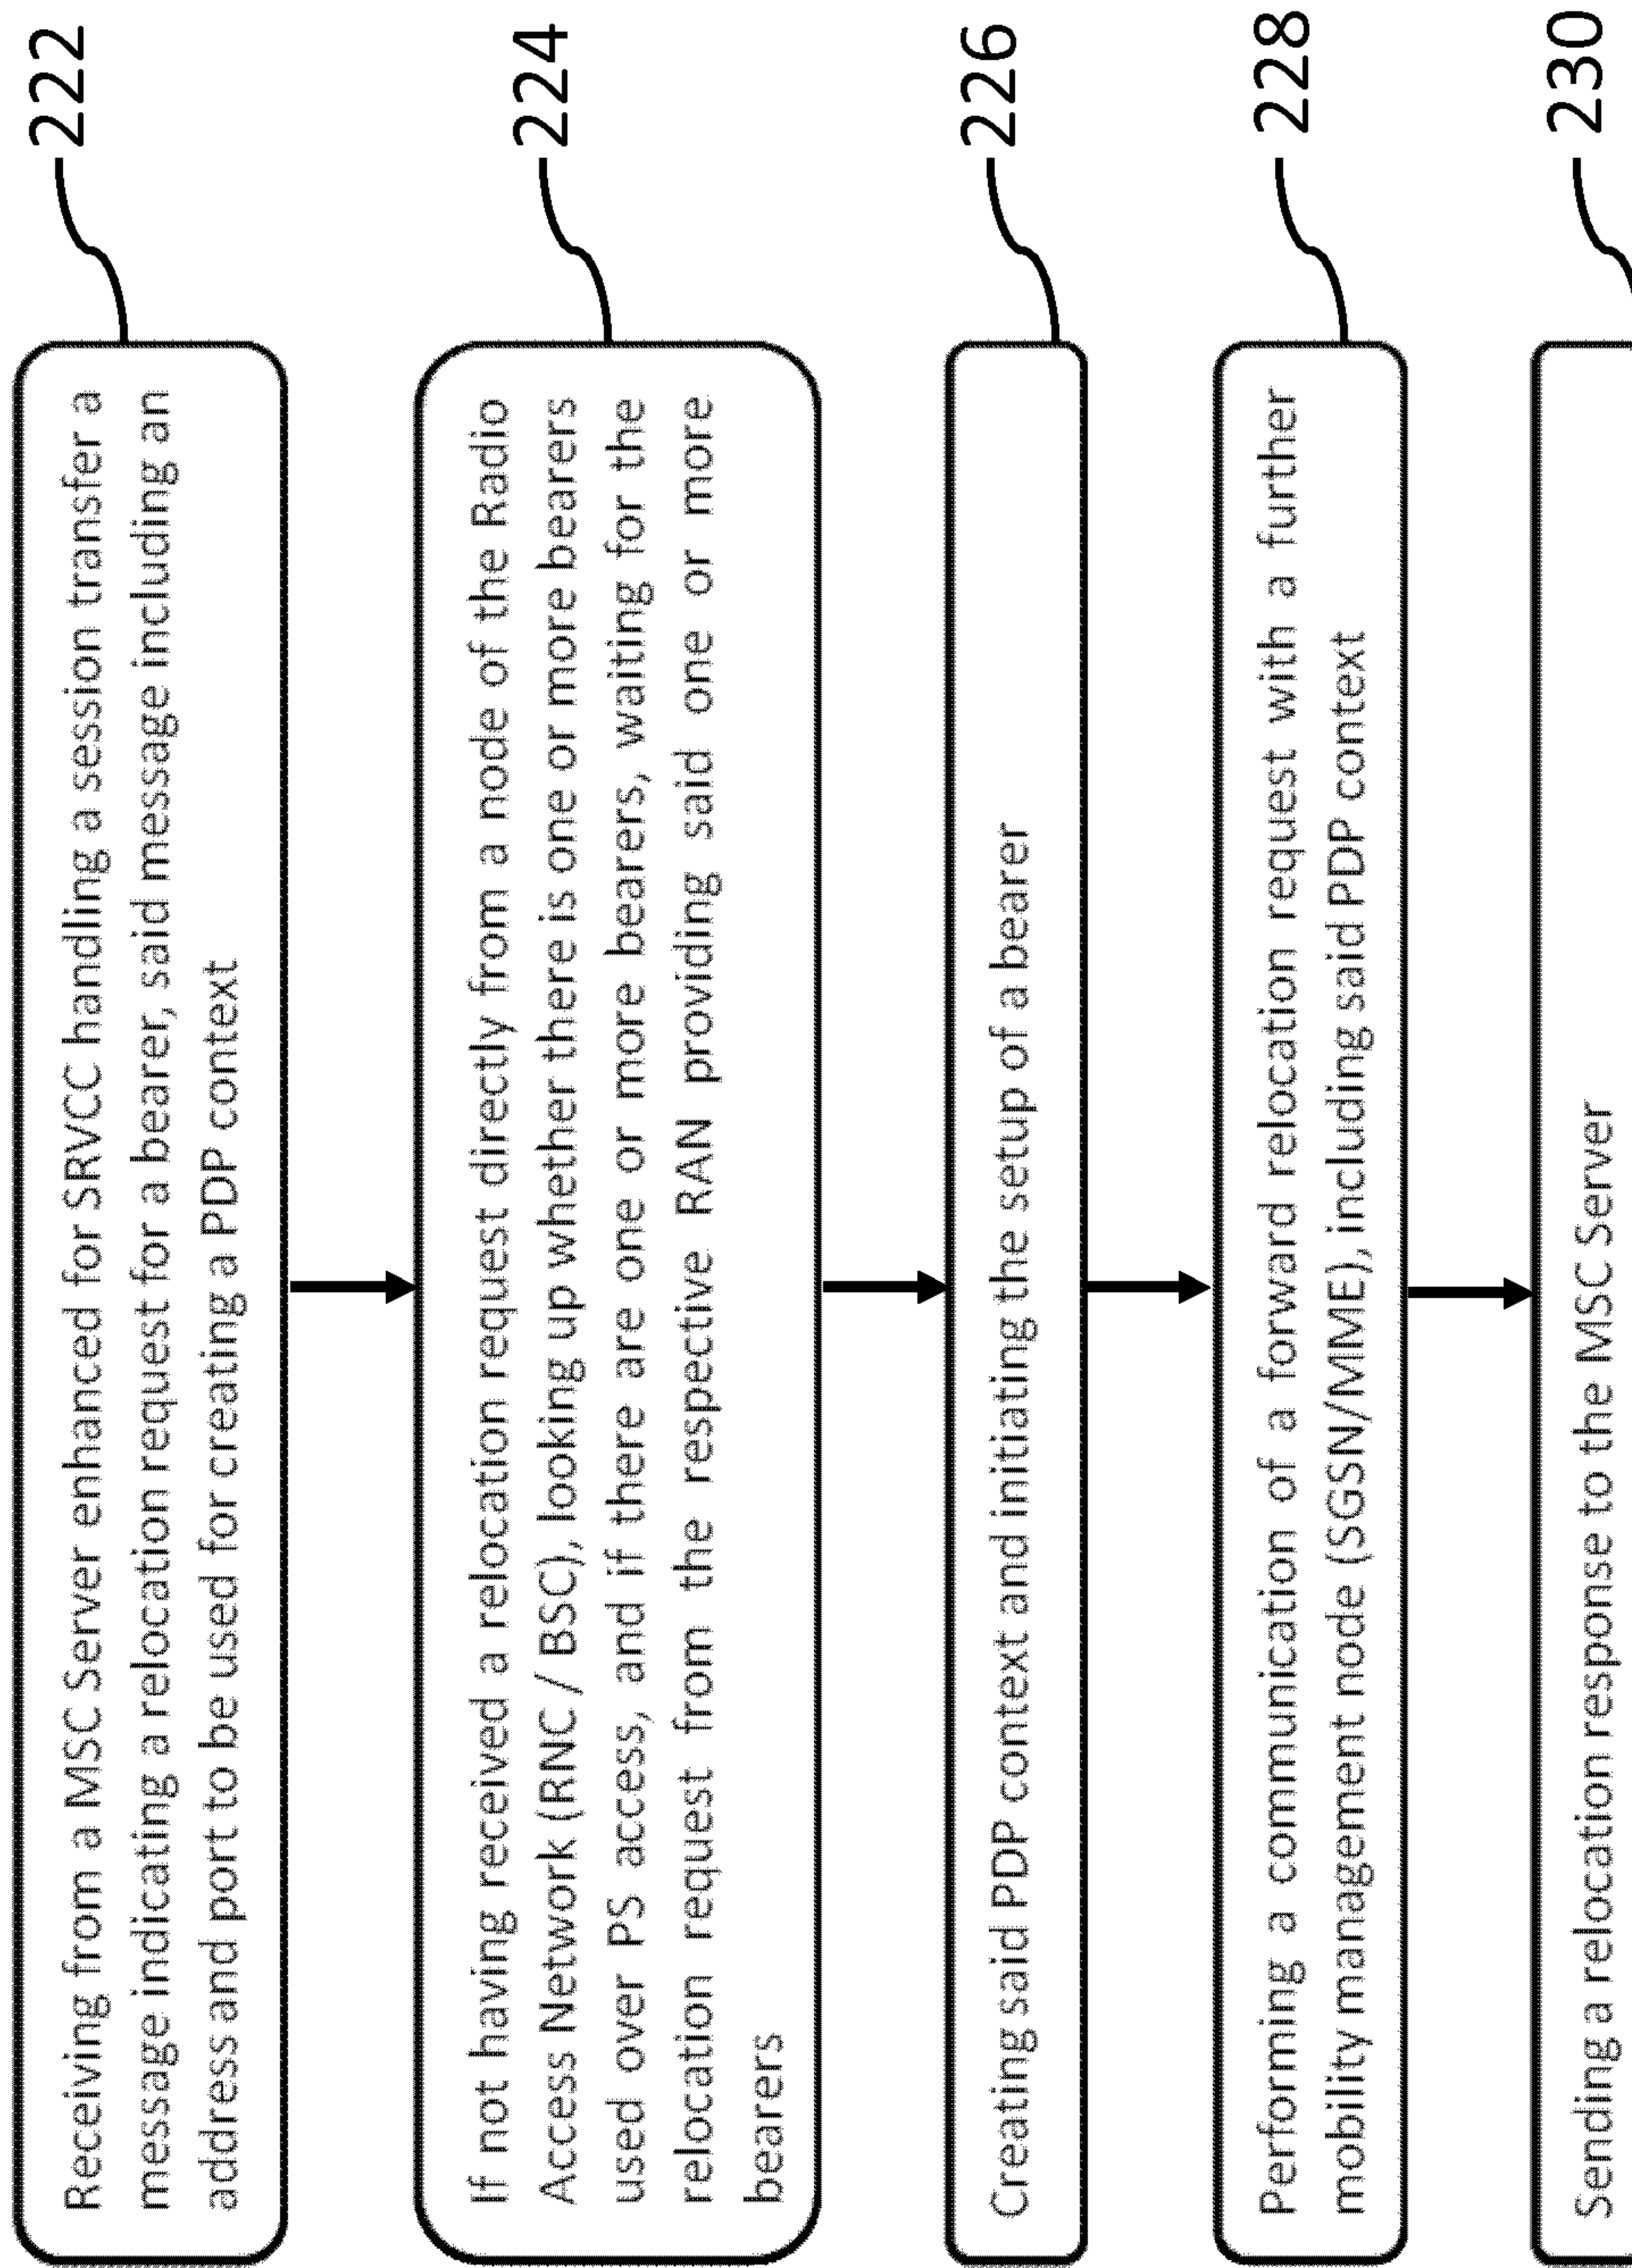 Receiving from a MSC Server enhanced for SRVCC handling a session transfer a
message indicating a relocation request for a bearer, said message including an
address and port to be used for creating a PDP context
222
If not having received a relocation request directly from a node of the Radio
Access Network (RNC / BSC), looking up whether there is one or more bearers
used over PS access, and if there are one or more bearers, waiting for the
relocation request from the respective RAN providing said one or more
bearers
224
Creating said PDP context and initiating the setup of a bearer
226
Performing a communication of a forward relocation request with a further
mobility management node (SGSN/MME), including said PDP context
228
Sending a relocation response to the MSC Server
230